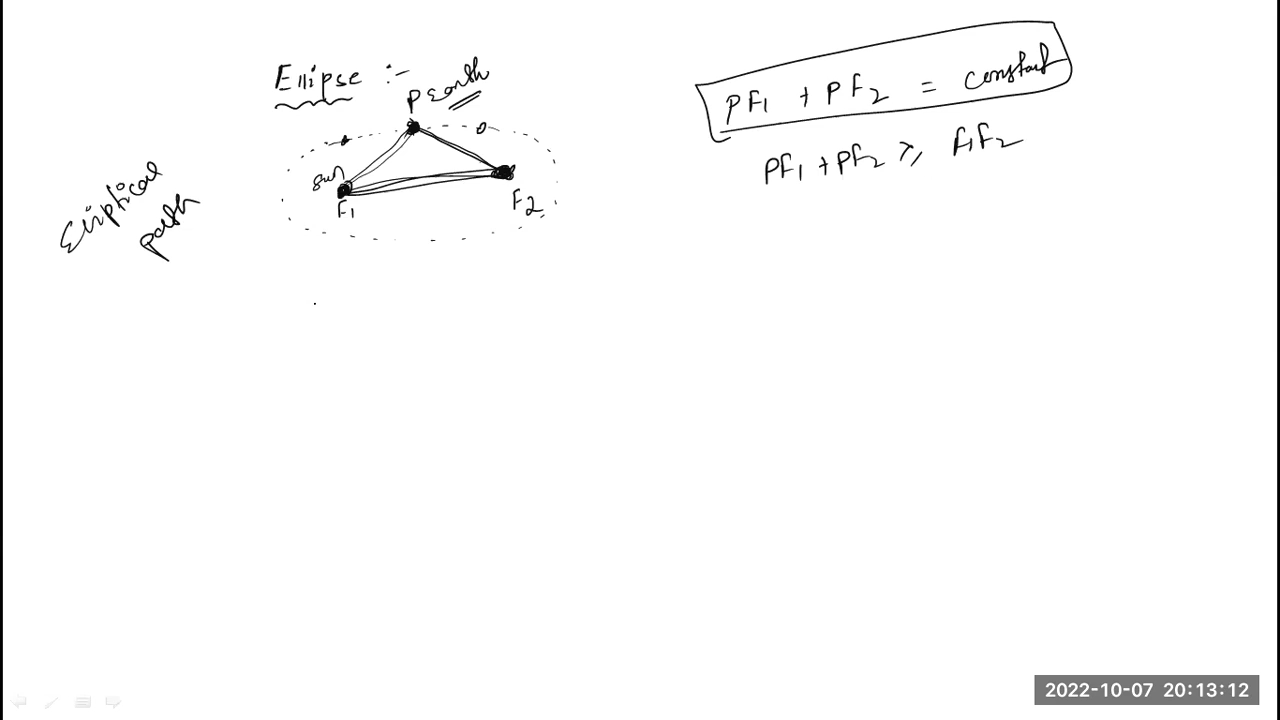 Ellipse :-
P Earth
Sun
F1
F2
Elliptical
path
PF1 + PF2 = constant
PF1 + PF2 ⩾ F1F2
2022-10-07 20:13:12